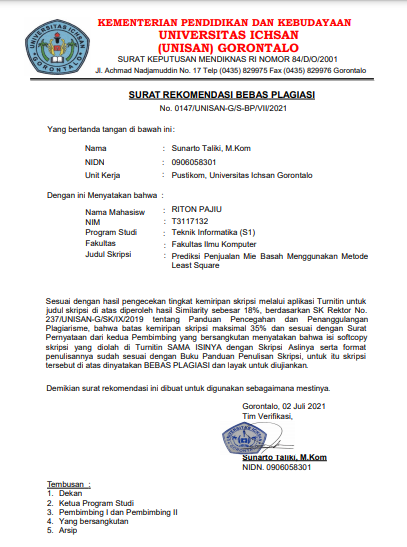 KEMENTERIAN PENDIDIKAN DAN KEBUDAYAAN
UNIVERSITAS ICHSAN
(UNISAN) GORONTALO
SURAT KEPUTUSAN MENDIKNAS RI NOMOR 84/D/O/2001
Jl. Achmad Nadjamuddin No. 17 Telp (0435) 829975 Fax (0435) 829976 Gorontalo
SURAT REKOMENDASI BEBAS PLAGIASI
No. 0147/UNISAN-G/S-BP/VII/2021
Yang bertanda tangan di bawah ini :
Nama : Sunarto Taliki, M.Kom
NIDN : 0906058301
Unit Kerja : Pustikom, Universitas Ichsan Gorontalo
Dengan ini Menyatakan bahwa :
Nama Mahasisw : RITON PAJIU
NIM : T3117132
Program Studi : Teknik Informatika (S1)
Fakultas : Fakultas Ilmu Komputer
Judul Skripsi : Prediksi Penjualan Mie Basah Menggunakan Metode
Least Square
Sesuai dengan hasil pengecekan tingkat kemiripan skripsi melalui aplikasi Turnitin untuk
judul skripsi di atas diperoleh hasil Similarity sebesar 18%, berdasarkan SK Rektor No.
237/UNISAN-G/SK/IX/2019 tentang Panduan Pencegahan dan Penanggulangan
Plagiarisme, bahwa batas kemiripan skripsi maksimal 35% dan sesuai dengan Surat
Pernyataan dari kedua Pembimbing yang bersangkutan menyatakan bahwa isi softcopy
skripsi yang diolah di Turnitin SAMA ISINYA dengan Skripsi Aslinya serta format
penulisannya sudah sesuai dengan Buku Panduan Penulisan Skripsi, untuk itu skripsi
tersebut di atas dinyatakan BEBAS PLAGIASI dan layak untuk diujiankan.
Demikian surat rekomendasi ini dibuat untuk digunakan sebagaimana mestinya.
Gorontalo, 02 Juli 2021
Tim Verifikasi,
Sunarto Taliki, M.Kom
NIDN. 0906058301
Tembusan :
1. Dekan
2. Ketua Program Studi
3. Pembimbing I dan Pembimbing II
4. Yang bersangkutan
5. Arsip